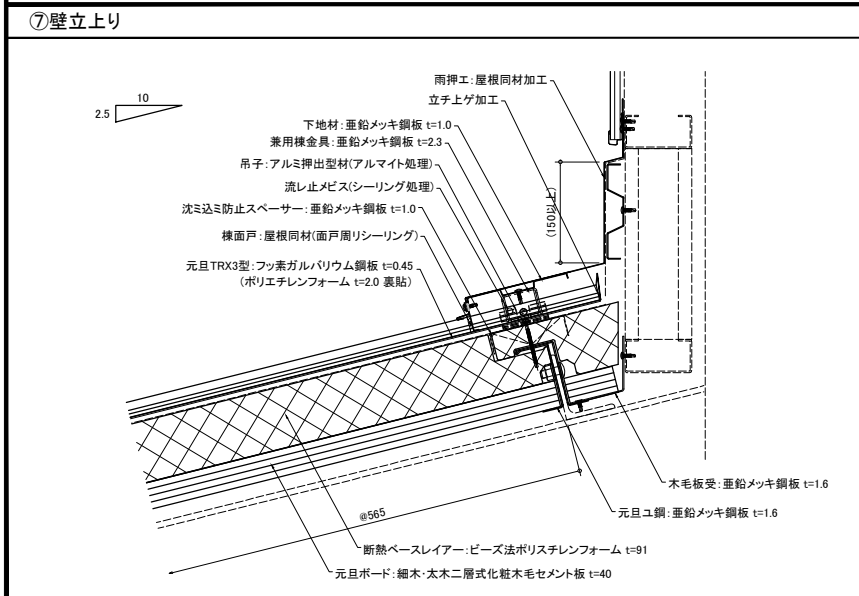 ⑦壁立上り
10
2.5
雨押エ：屋根同材加工
立チ上ゲ加工
下地材：亜鉛メッキ鋼板 t=1.0
兼用棟金具：亜鉛メッキ鋼板 t=2.3
吊子：アルミ押出型材(アルマイト処理)
流レ止メビス(シーリング処理)
沈ミ込ミ防止スペーサー：亜鉛メッキ鋼板 t=1.0
棟面戸：屋根同材(面戸周リシーリング)
元旦TRX3型：フッ素ガルバリウム鋼板 t=0.45
(ポリエチレンフォーム t=2.0 裏貼)
(150以上)
木毛板受：亜鉛メッキ鋼板 t=1.6
元旦ユ鋼：亜鉛メッキ鋼板 t=1.6
@565
断熱ベースレイアー：ビーズ法ポリスチレンフォーム t=91
元旦ボード：細木・太木二層式化粧木毛セメント板 t=40